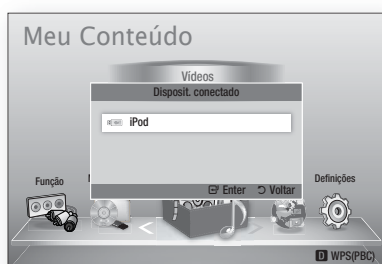 Meu Conteúdo
Vídeos
Disposit. conectado
iPod
Função
Definições
Enter Voltar
D WPS(PBC)